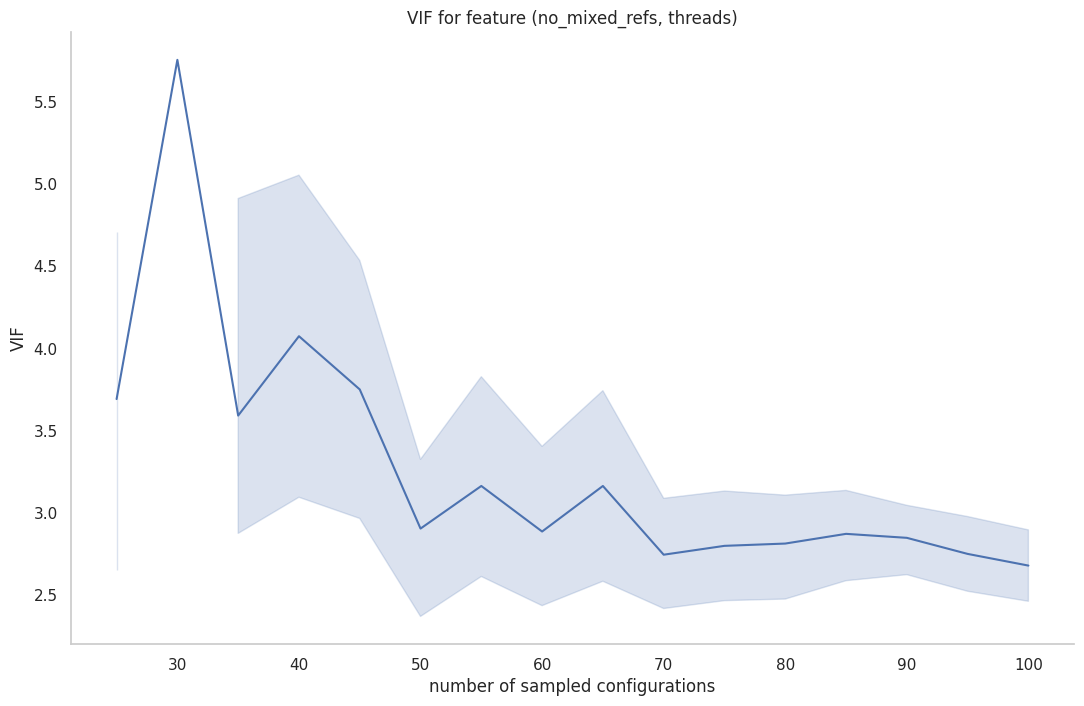 VIF for feature (no_mixed_refs, threads)
VIF
5.5
5.0
4.5
4.0
3.5
3.0
2.5
30 40 50 60 70 80 90 100
number of sampled configurations